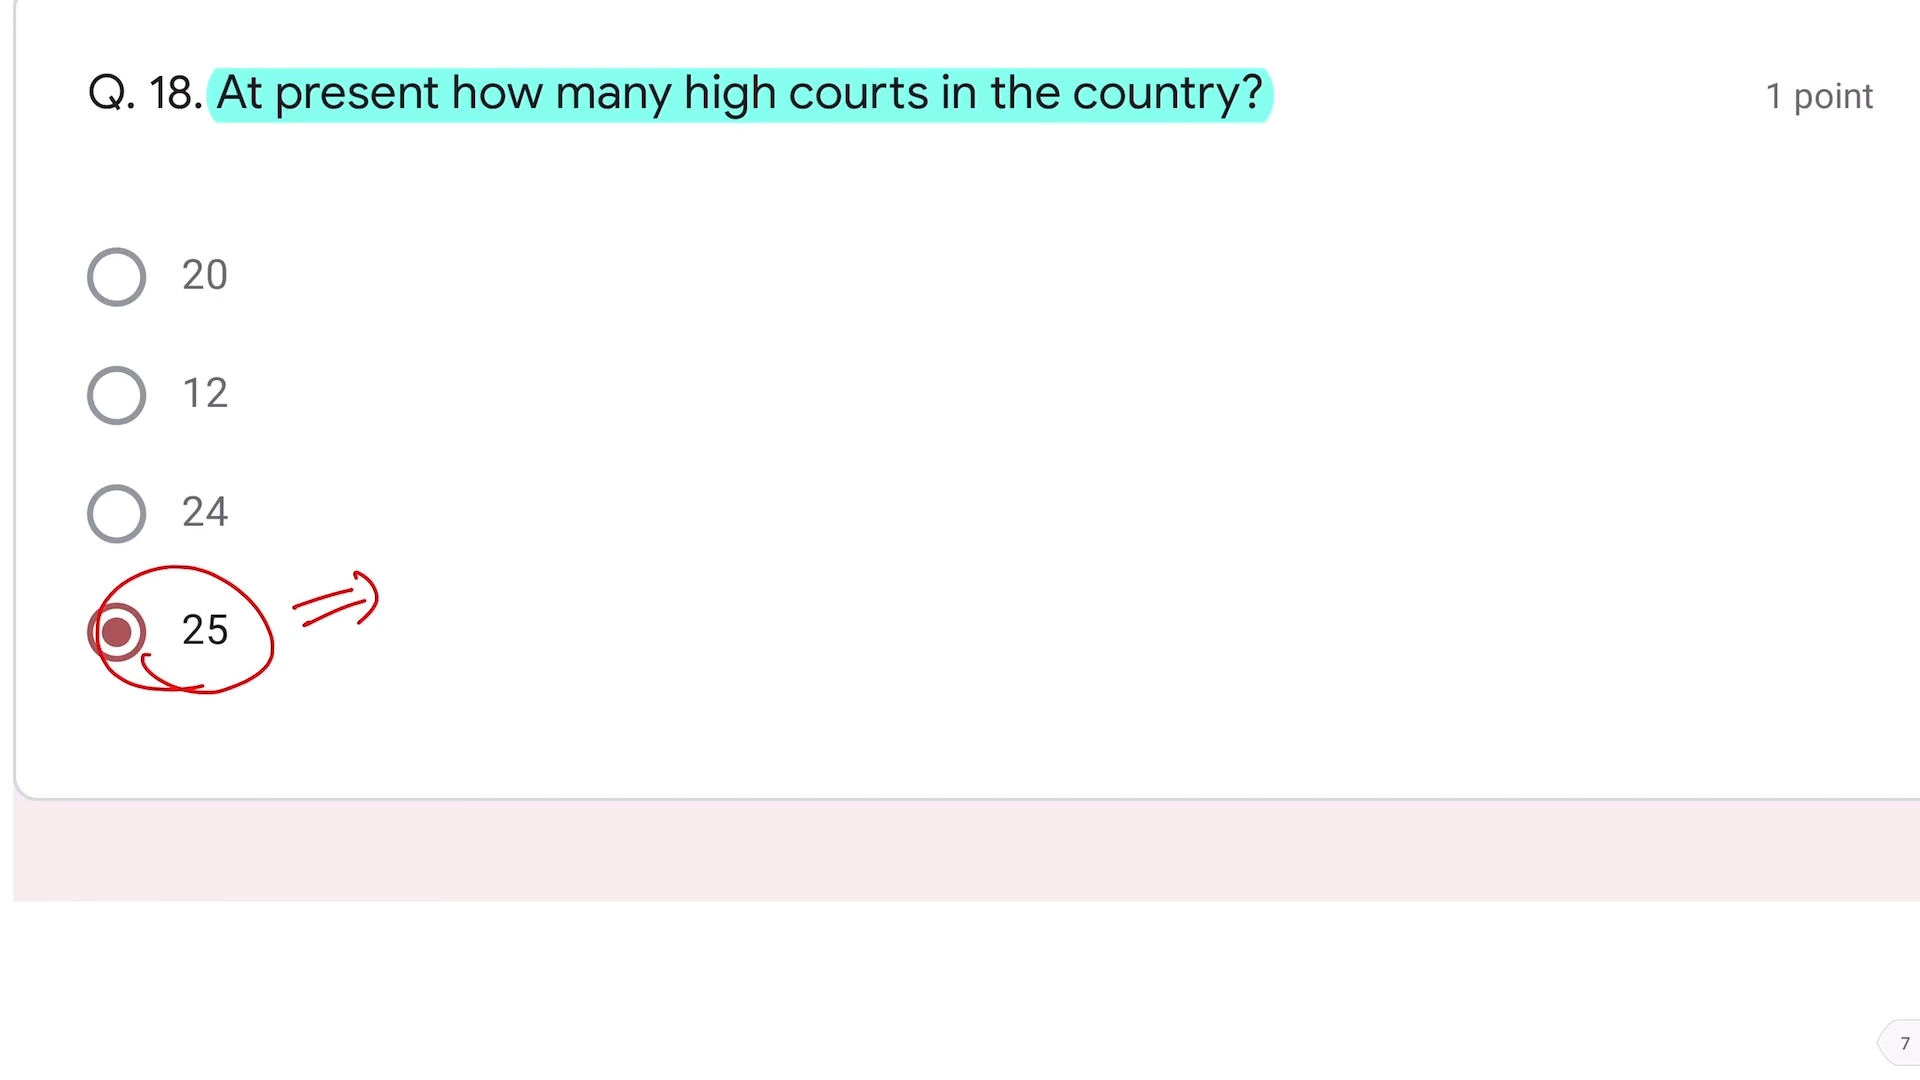 Q. 18. At present how many high courts in the country?
1 point
20
12
24
25
7